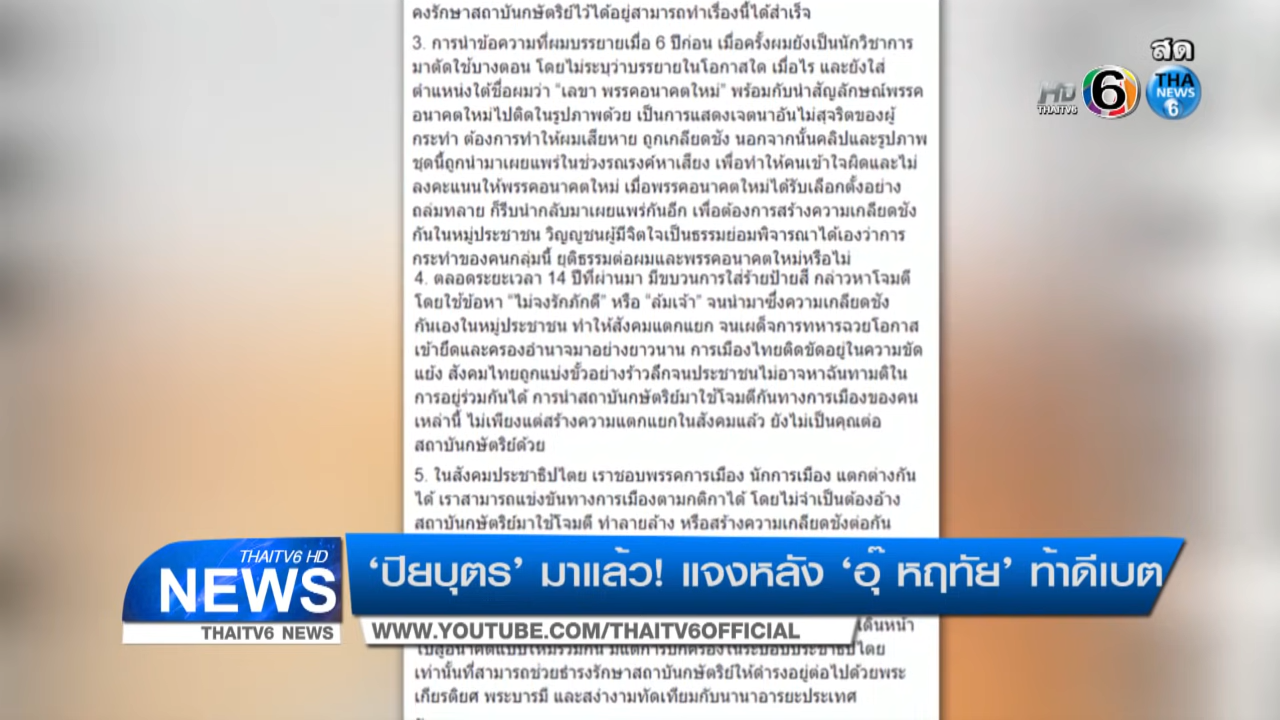 คงรักษาสถาบันกษัตริย์ไว้ได้อยู่สามารถทำเรื่องนี้ได้สำเร็จ
3. การนำข้อความที่ผมบรรยายเมื่อ 6 ปีก่อน เมื่อครั้งผมยังเป็นนักวิชาการ
มาตัดใช้บางตอน โดยไม่ระบุว่าบรรยายในโอกาสใด เมื่อไร และยังใส่
ตำแหน่งใต้ชื่อผมว่า "เลขา พรรคอนาคตใหม่" พร้อมกับนำสัญลักษณ์พรรค
อนาคตใหม่ไปติดในรูปภาพด้วย เป็นการแสดงเจตนาอันไม่สุจริตของผู้
กระทำ ต้องการทำให้ผมเสียหาย ถูกเกลียดชัง นอกจากนั้นคลิปและรูปภาพ
ชุดนี้ถูกนำมาเผยแพร่ในช่วงรณรงค์หาเสียง เพื่อทำให้คนเข้าใจผิดและไม่
ลงคะแนนให้พรรคอนาคตใหม่ เมื่อพรรคอนาคตใหม่ได้รับเลือกตั้งอย่าง
ถล่มทลาย ก็รีบนำกลับมาเผยแพร่กันอีก เพื่อต้องการสร้างความเกลียดชัง
กันในหมู่ประชาชน วิญญูชนผู้มีจิตใจเป็นธรรมย่อมพิจารณาได้เองว่าการ
กระทำของคนกลุ่มนี้ ยุติธรรมต่อผมและพรรคอนาคตใหม่หรือไม่
4. ตลอดระยะเวลา 14 ปีที่ผ่านมา มีขบวนการใส่ร้ายป้ายสี กล่าวหาโจมตี
โดยใช้ข้อหา "ไม่จงรักภักดี" หรือ "ล้มเจ้า" จนนำมาซึ่งความเกลียดชัง
กันเองในหมู่ประชาชน ทำให้สังคมแตกแยก จนเผด็จการทหารฉวยโอกาส
เข้ายึดและครองอำนาจมาอย่างยาวนาน การเมืองไทยติดขัดอยู่ในความขัด
แย้ง สังคมไทยถูกแบ่งขั้วอย่างร้าวลึกจนประชาชนไม่อาจหาฉันทามติใน
การอยู่ร่วมกันได้ การนำสถาบันกษัตริย์มาใช้โจมตีกันทางการเมืองของคน
เหล่านี้ ไม่เพียงแต่สร้างความแตกแยกในสังคมแล้ว ยังไม่เป็นคุณต่อ
สถาบันกษัตริย์ด้วย
5. ในสังคมประชาธิปไตย เราชอบพรรคการเมือง นักการเมือง แตกต่างกัน
ได้ เราสามารถแข่งขันทางการเมืองตามกติกาได้ โดยไม่จำเป็นต้องอ้าง
สถาบันกษัตริย์มาใช้โจมตี ทำลายล้าง หรือสร้างความเกลียดชังต่อกัน
เดินหน้า
ไปสู่อนาคตแบบใหม่ร่วมกัน มีแต่การปกครองในระบอบประชาธิปไตย
เท่านั้นที่สามารถช่วยธำรงรักษาสถาบันกษัตริย์ให้ดำรงอยู่ต่อไปด้วยพระ
เกียรติยศ พระบารมี และสง่างามทัดเทียมกับนานาอารยะประเทศ
สด
HD 6
THAITV6
THA
NEWS
6
THAITV6 HD
NEWS
THAITV6 NEWS
'ปิยบุตร' มาแล้ว! แจงหลัง 'อุ๊ หฤทัย' ท้าดีเบต
WWW.YOUTUBE.COM/THAITV6OFFICIAL